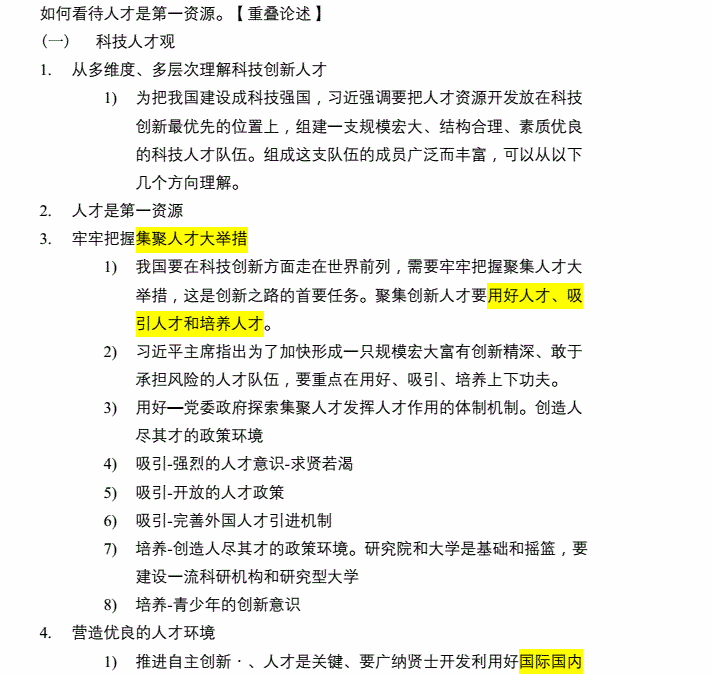 如何看待人才是第一资源。【重叠论述】
（一） 科技人才观
1. 从多维度、多层次理解科技创新人才
1) 为把我国建设成科技强国，习近强调要把人才资源开发放在科技
创新最优先的位置上，组建一支规模宏大、结构合理、素质优良
的科技人才队伍。组成这支队伍的成员广泛而丰富，可以从以下
几个方向理解。
2. 人才是第一资源
3. 牢牢把握集聚人才大举措
1) 我国要在科技创新方面走在世界前列，需要牢牢把握聚集人才大
举措，这是创新之路的首要任务。聚集创新人才要用好人才、吸
引人才和培养人才。
2) 习近平主席指出为了加快形成一只规模宏大富有创新精深、敢于
承担风险的人才队伍，要重点在用好、吸引、培养上下功夫。
3) 用好—党委政府探索集聚人才发挥人才作用的体制机制。创造人
尽其才的政策环境
4) 吸引-强烈的人才意识-求贤若渴
5) 吸引-开放的人才政策
6) 吸引-完善外国人才引进机制
7) 培养-创造人尽其才的政策环境。研究院和大学是基础和摇篮，要
建设一流科研机构和研究型大学
8) 培养-青少年的创新意识
4. 营造优良的人才环境
1) 推进自主创新·、人才是关键、要广纳贤士开发利用好国际国内